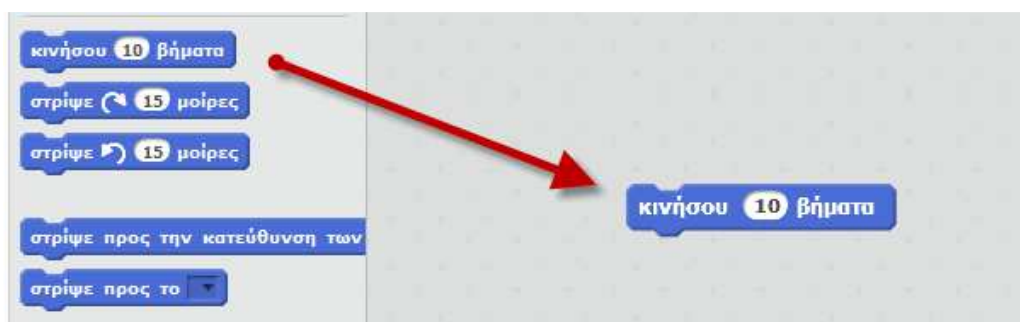 κινήσου 10 βήματα
στρίψε 15 μοίρες
στρίψε 15 μοίρες
στρίψε προς την κατεύθυνση των
στρίψε προς το
κινήσου 10 βήματα